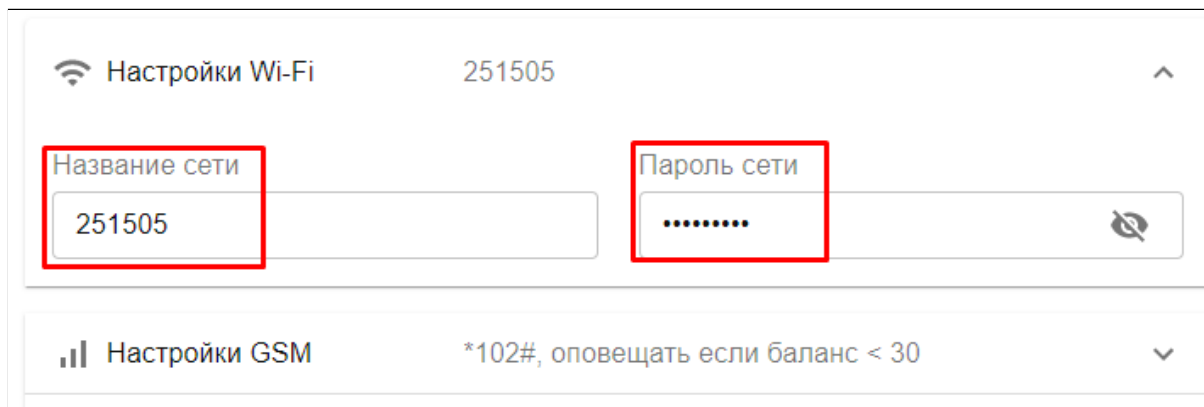 Настройки Wi-Fi 251505
Название сети Пароль сети
251505 •••••••••
Настройки GSM *102#, оповещать если баланс < 30